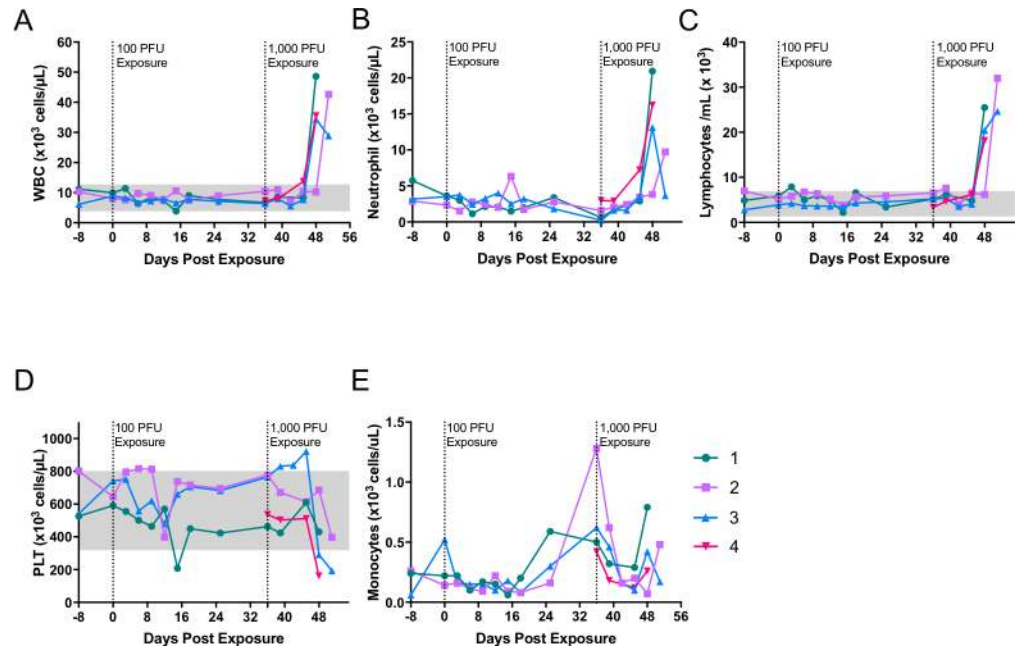 A
B
C
WBC (x10³ cells/µL)
60
50
40
30
20
10
0
100 PFU
Exposure
1,000 PFU
Exposure
-8 0 8 16 24 32 40 48 56
Days Post Exposure
Neutrophil (x10³ cells/µL)
25
20
15
10
5
0
100 PFU
Exposure
1,000 PFU
Exposure
-8 0 8 16 24 32 40 48 56
Days Post Exposure
Lymphocytes /mL (x 10³)
40
30
20
10
0
100 PFU
Exposure
1,000 PFU
Exposure
-8 0 8 16 24 32 40 48
Days Post Exposure
D
E
PLT (x10³ cells/µL)
1000
800
600
400
200
0
100 PFU
Exposure
1,000 PFU
Exposure
-8 0 8 16 24 32 40 48
Days Post Exposure
Monocytes (x10³ cells/uL)
1.5
1.0
0.5
0.0
100 PFU
Exposure
1,000 PFU
Exposure
-8 0 8 16 24 32 40 48 56
Days Post Exposure
1
2
3
4